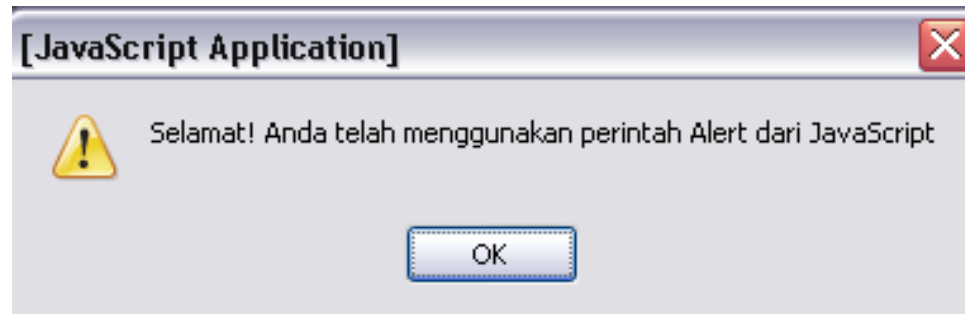 [JavaScript Application]
Selamat! Anda telah menggunakan perintah Alert dari JavaScript
OK